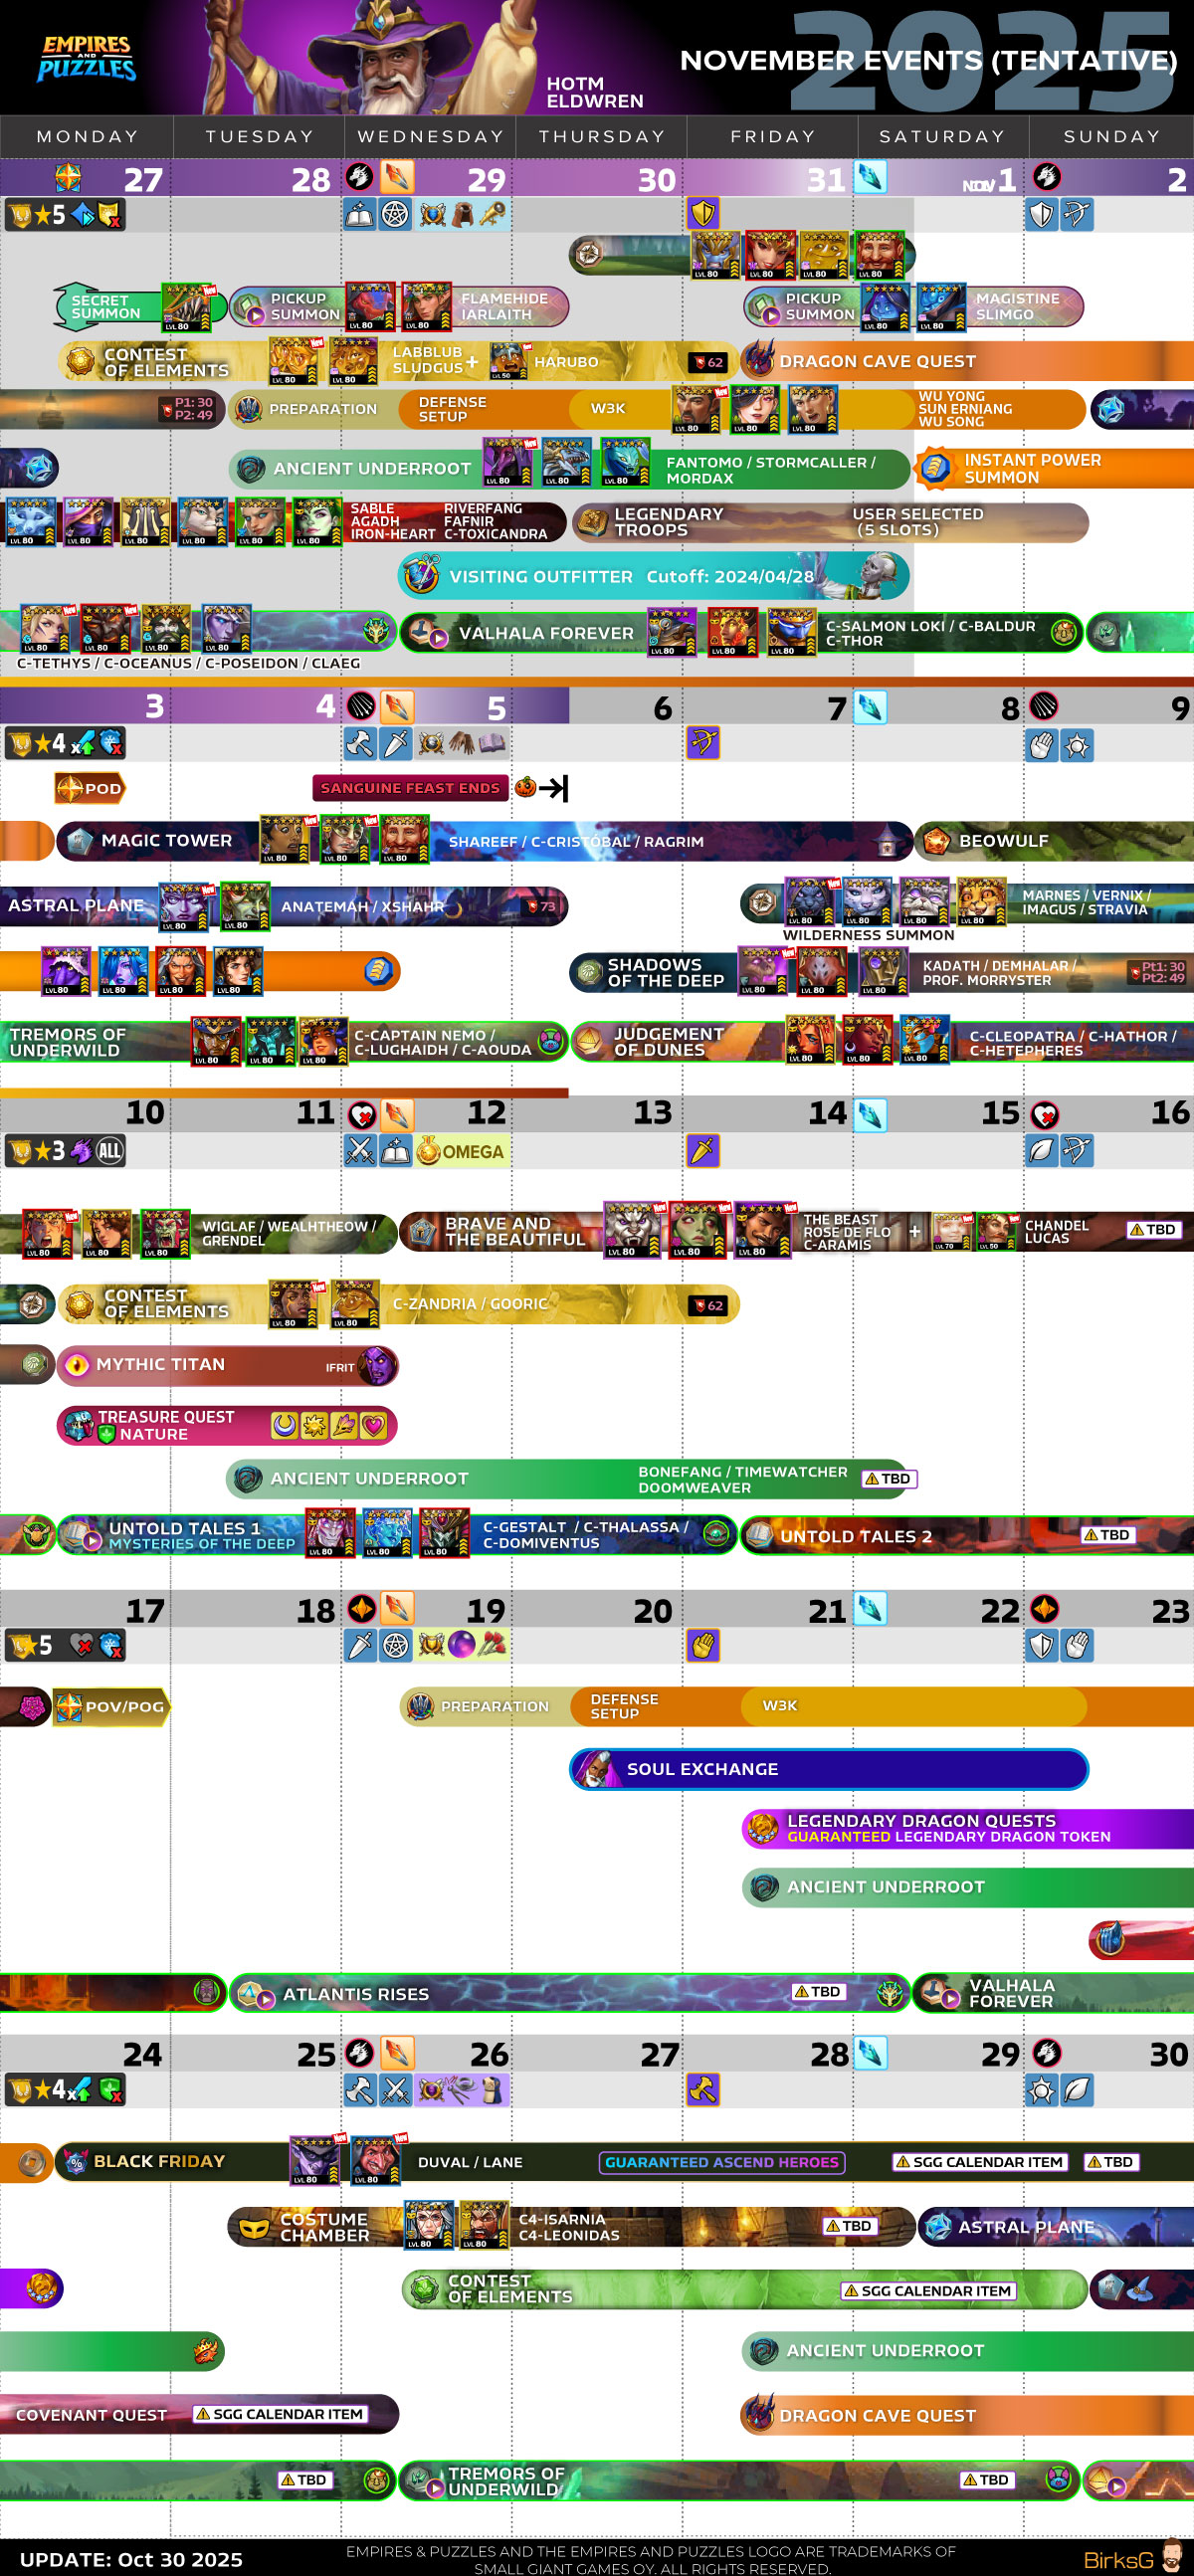 EMPIRES
AND
PUZZLES
HOTM
ELDWREN
2025
NOVEMBER EVENTS (TENTATIVE)
MONDAY TUESDAY WEDNESDAY THURSDAY FRIDAY SATURDAY SUNDAY
27 28 29 30 31 NOV 1 2
5
SECRET
SUMMON
PICKUP
SUMMON
FLAMEHIDE
IARLAITH
PICKUP
SUMMON
MAGISTINE
SLIMGO
CONTEST
OF ELEMENTS
LABBLUB
SLUDGUS
+
HARUBO
62
DRAGON CAVE QUEST
P1: 30
P2: 49
PREPARATION
DEFENSE
SETUP
W3K
WU YONG
SUN ERNIANG
WU SONG
ANCIENT UNDERROOT
FANTOMO / STORMCALLER /
MORDAX
INSTANT POWER
SUMMON
SABLE
AGADH
IRON-HEART
RIVERFANG
FAFNIR
C-TOXICANDRA
LEGENDARY
TROOPS
USER SELECTED
(5 SLOTS)
VISITING OUTFITTER Cutoff: 2024/04/28
C-TETHYS / C-OCEANUS / C-POSEIDON / CLAEG
VALHALA FOREVER
C-SALMON LOKI / C-BALDUR
C-THOR
3 4 5 6 7 8 9
4
POD
SANGUINE FEAST ENDS
MAGIC TOWER
SHAREEF / C-CRISTÓBAL / RAGRIM
BEOWULF
ASTRAL PLANE
ANATEMAH / XSHAHR
73
MARNES / VERNIX /
IMAGUS / STRAVIA
WILDERNESS SUMMON
SHADOWS
OF THE DEEP
KADATH / DEMHALAR /
PROF. MORRYSTER
Pt1: 30
Pt2: 49
TREMORS OF
UNDERWILD
C-CAPTAIN NEMO /
C-LUGHAIDH / C-AOUDA
JUDGEMENT
OF DUNES
C-CLEOPATRA / C-HATHOR /
C-HETEPHERES
10 11 12 13 14 15 16
3
ALL
OMEGA
WIGLAF / WEALHTHEOW /
GRENDEL
BRAVE AND
THE BEAUTIFUL
THE BEAST
ROSE DE FLO
C-ARAMIS
+
CHANDEL
LUCAS
TBD
CONTEST
OF ELEMENTS
C-ZANDRIA / GOORIC
62
MYTHIC TITAN
IFRIT
TREASURE QUEST
NATURE
ANCIENT UNDERROOT
BONEFANG / TIMEWATCHER
DOOMWEAVER
TBD
UNTOLD TALES 1
MYSTERIES OF THE DEEP
C-GESTALT / C-THALASSA /
C-DOMIVENTUS
UNTOLD TALES 2
TBD
17 18 19 20 21 22 23
5
POV/POG
PREPARATION
DEFENSE
SETUP
W3K
SOUL EXCHANGE
LEGENDARY DRAGON QUESTS
GUARANTEED LEGENDARY DRAGON TOKEN
ANCIENT UNDERROOT
ATLANTIS RISES
TBD
VALHALA
FOREVER
24 25 26 27 28 29 30
4
BLACK FRIDAY
DUVAL / LANE
GUARANTEED ASCEND HEROES
SGG CALENDAR ITEM
TBD
COSTUME
CHAMBER
C4-ISARNIA
C4-LEONIDAS
TBD
ASTRAL PLANE
CONTEST
OF ELEMENTS
SGG CALENDAR ITEM
ANCIENT UNDERROOT
COVENANT QUEST
SGG CALENDAR ITEM
DRAGON CAVE QUEST
TBD
TREMORS OF
UNDERWILD
TBD
UPDATE: Oct 30 2025
EMPIRES & PUZZLES AND THE EMPIRES AND PUZZLES LOGO ARE TRADEMARKS OF
SMALL GIANT GAMES OY. ALL RIGHTS RESERVED.
BirksG